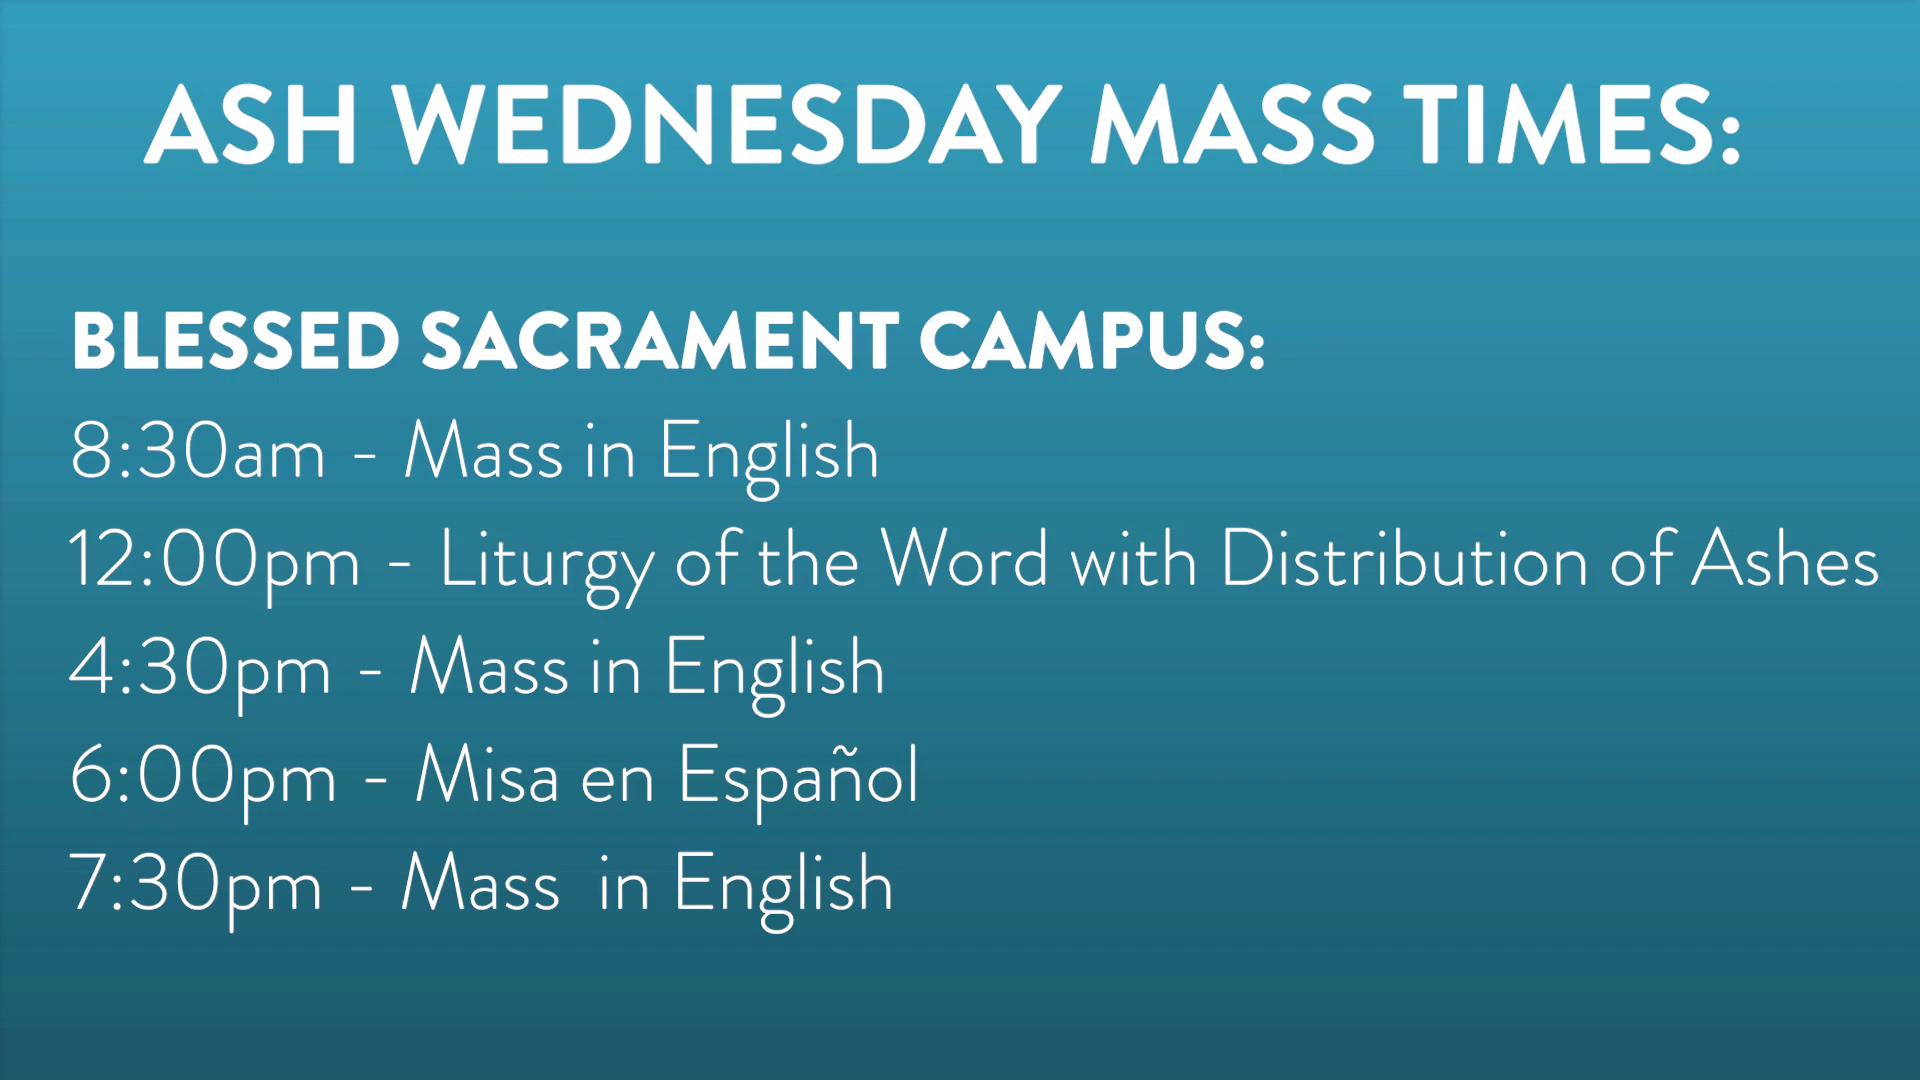 ASH WEDNESDAY MASS TIMES:
BLESSED SACRAMENT CAMPUS:
8:30am - Mass in English
12:00pm - Liturgy of the Word with Distribution of Ashes
4:30pm - Mass in English
6:00pm - Misa en Español
7:30pm - Mass  in English